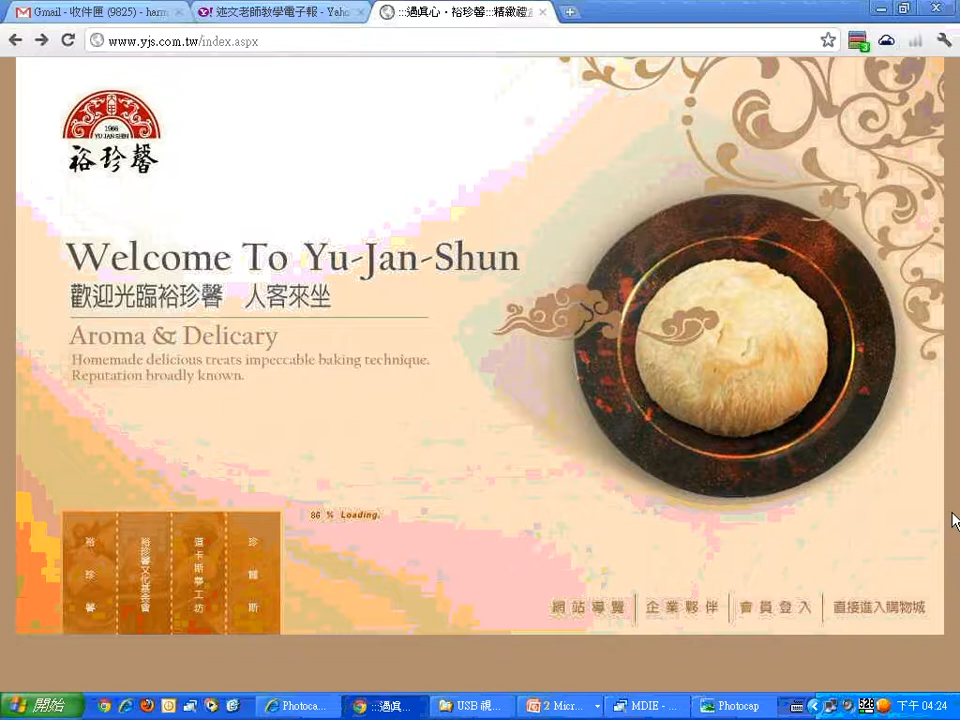 Gmail - 收件匣 (9825) - harm
述文老師教學電子報 - Yaho
:::過真心‧裕珍馨:::精緻禮
www.yjs.com.tw/index.aspx
1966
YU JAN SHIN
裕珍馨
Welcome To Yu-Jan-Shun
歡迎光臨裕珍馨 人客來坐
Aroma & Delicary
Homemade delicious treats impeccable baking technique.
Reputation broadly known.
86 % Loading.
裕珍馨
裕珍馨文化基金會
道卡斯夢工坊
珍饌斯
網站導覽
企業夥伴
會員登入
直接進入購物城
開始
Photoca...
:::過真...
USB 視...
2 Micr...
MDIE - ...
Photocap
下午 04:24